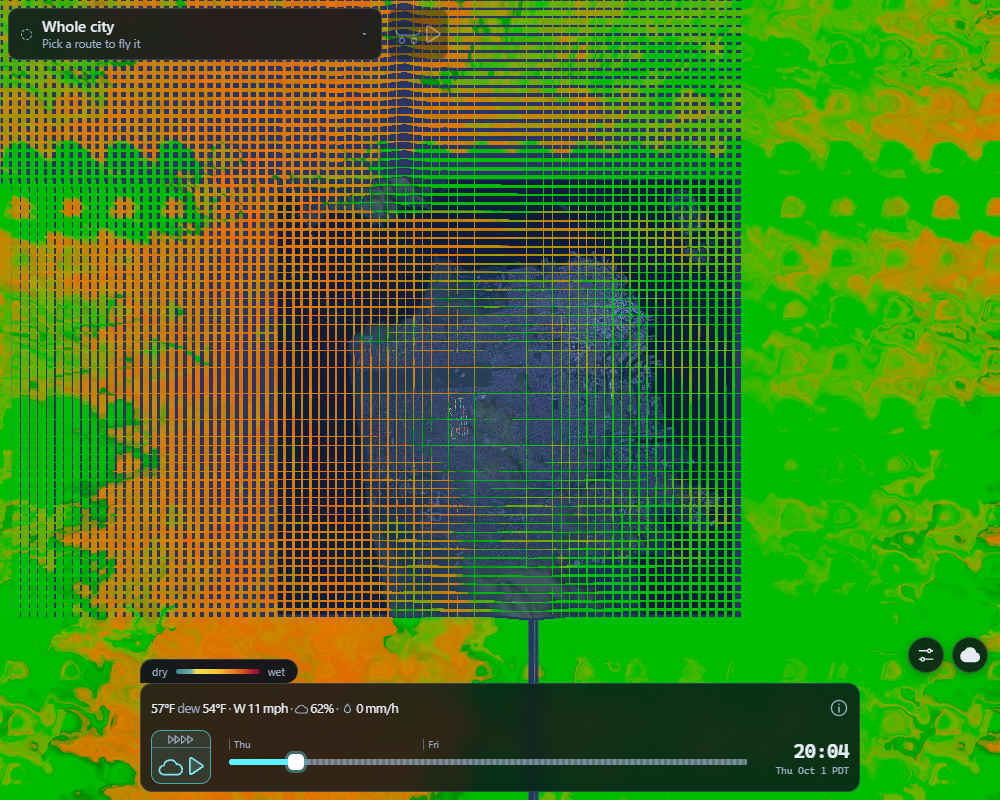 Whole city
Pick a route to fly it
dry wet
57°F dew 54°F · W 11 mph · 62% · 0 mm/h
Thu Fri
20:04
Thu Oct 1 PDT